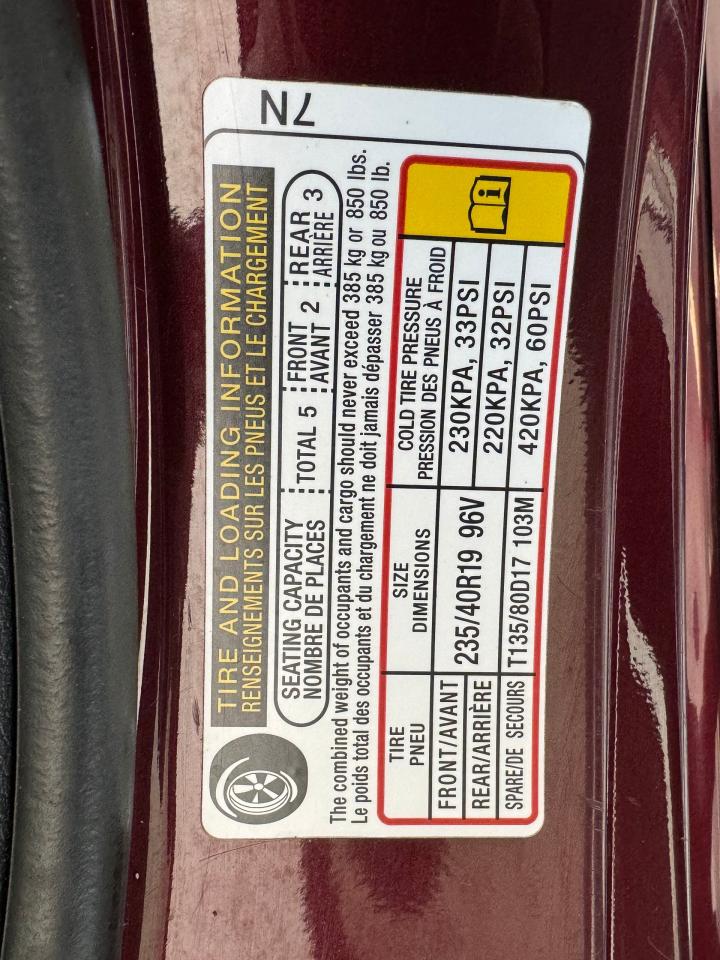 7N
TIRE AND LOADING INFORMATION
RENSEIGNEMENTS SUR LES PNEUS ET LE CHARGEMENT
SEATING CAPACITY
NOMBRE DE PLACES
TOTAL 5
FRONT
AVANT 2
REAR
ARRIÈRE 3
The combined weight of occupants and cargo should never exceed 385 kg or 850 lbs.
Le poids total des occupants et du chargement ne doit jamais dépasser 385 kg ou 850 lb.
TIRE
PNEU
SIZE
DIMENSIONS
COLD TIRE PRESSURE
PRESSION DES PNEUS À FROID
FRONT/AVANT
235/40R19 96V
230KPA, 33PSI
REAR/ARRIÈRE
220KPA, 32PSI
SPARE/DE SECOURS
T135/80D17 103M
420KPA, 60PSI